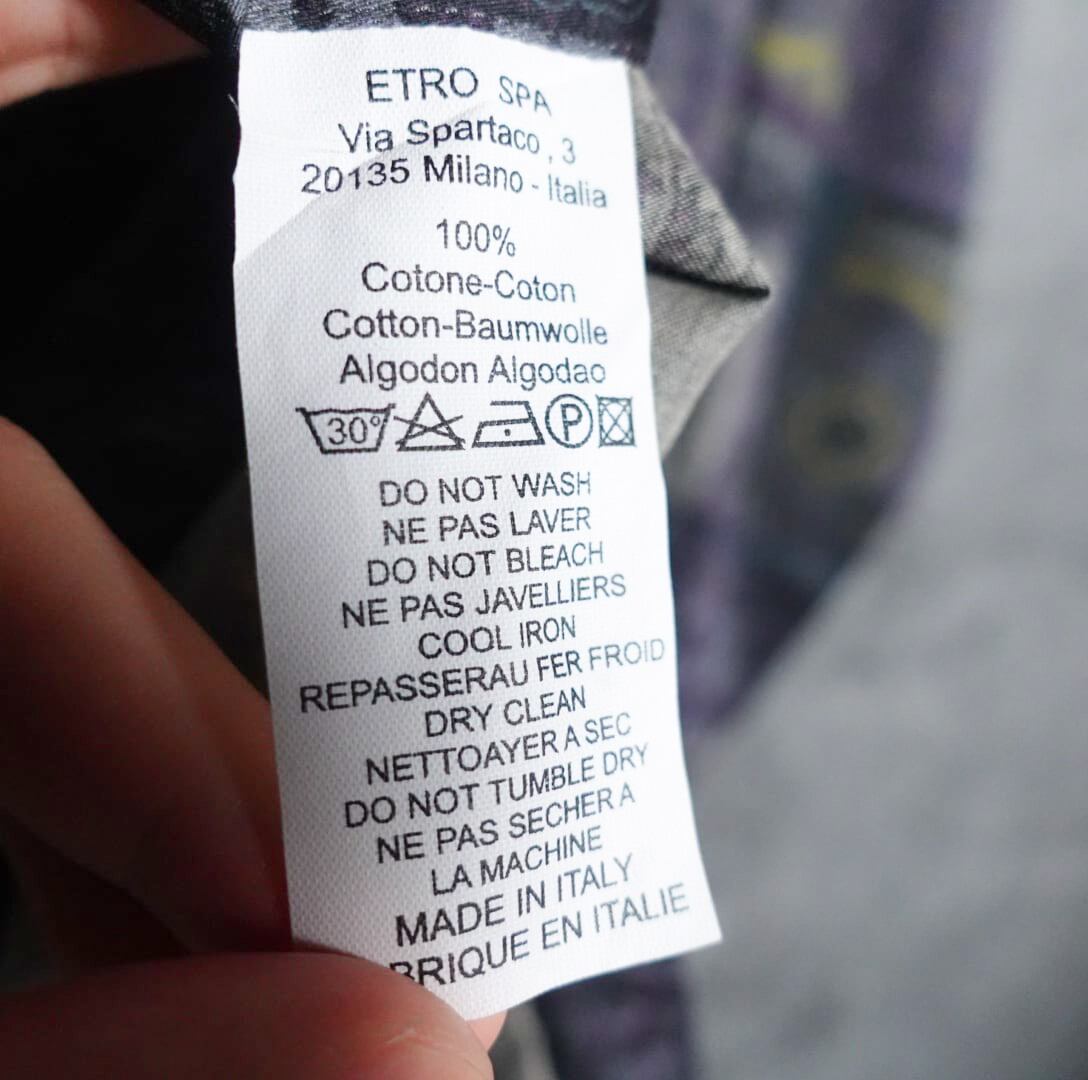 ETRO SPA
Via Spartaco , 3
20135 Milano - Italia
100%
Cotone-Coton
Cotton-Baumwolle
Algodon Algodao
30° P
DO NOT WASH
NE PAS LAVER
DO NOT BLEACH
NE PAS JAVELLIERS
COOL IRON
REPASSERAU FER FROID
DRY CLEAN
NETTOAYER A SEC
DO NOT TUMBLE DRY
NE PAS SECHER A
LA MACHINE
MADE IN ITALY
BRIQUE EN ITALIE